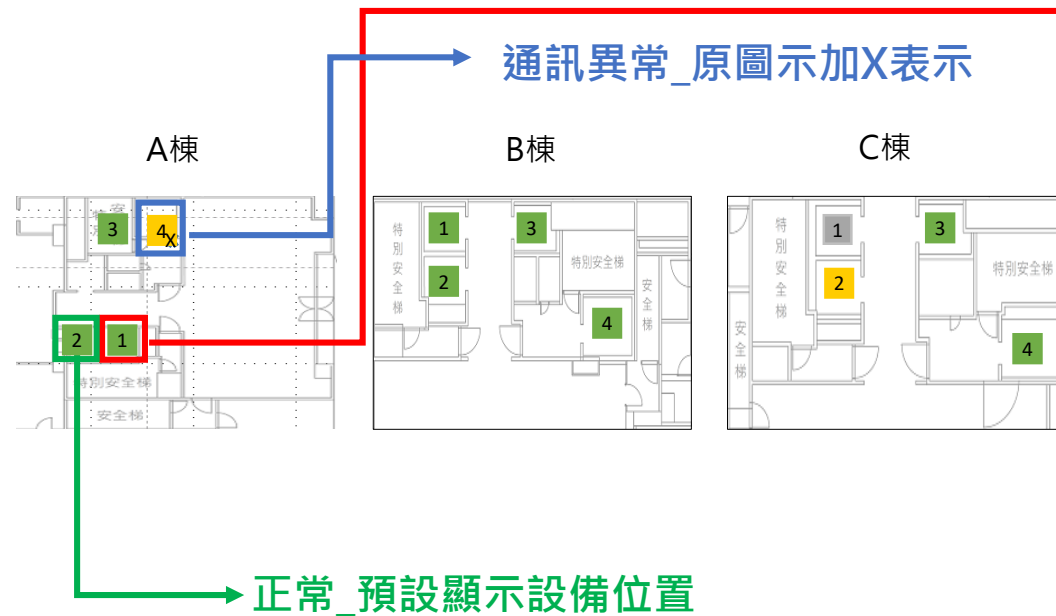 通訊異常_原圖示加X表示
A棟
B棟
C棟
3
4
X
2
1
特別安全梯
安全梯
特別安全梯
1
2
3
特別安全梯
4
安全梯
特別安全梯
安全梯
1
2
3
特別安全梯
4
正常_預設顯示設備位置